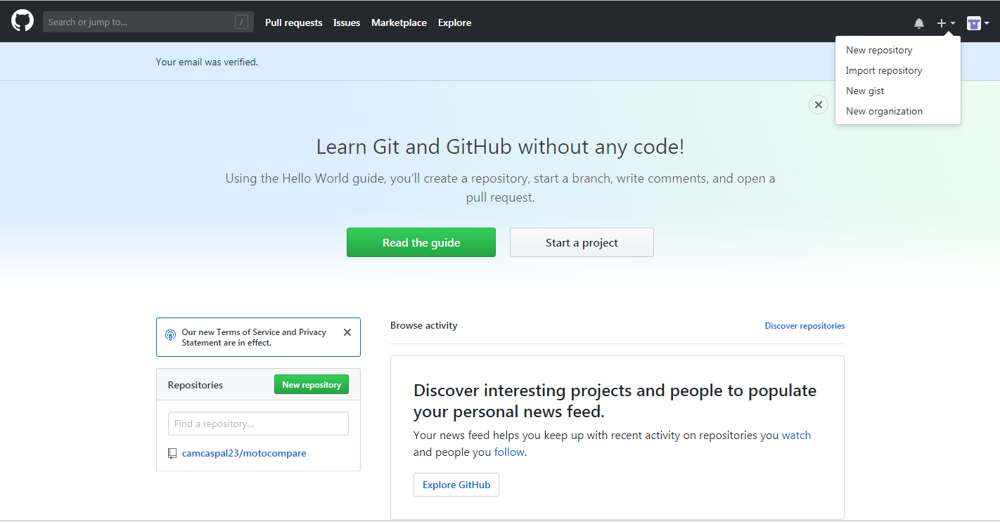 Search or jump to...
/
Pull requests
Issues
Marketplace
Explore
New repository
Import repository
New gist
New organization
Your email was verified.
Learn Git and GitHub without any code!
Using the Hello World guide, you’ll create a repository, start a branch, write comments, and open a
pull request.
Read the guide
Start a project
Our new Terms of Service and Privacy
Statement are in effect.
Repositories
New repository
Find a repository...
camcaspal23/motocompare
Browse activity
Discover repositories
Discover interesting projects and people to populate
your personal news feed.
Your news feed helps you keep up with recent activity on repositories you watch
and people you follow.
Explore GitHub